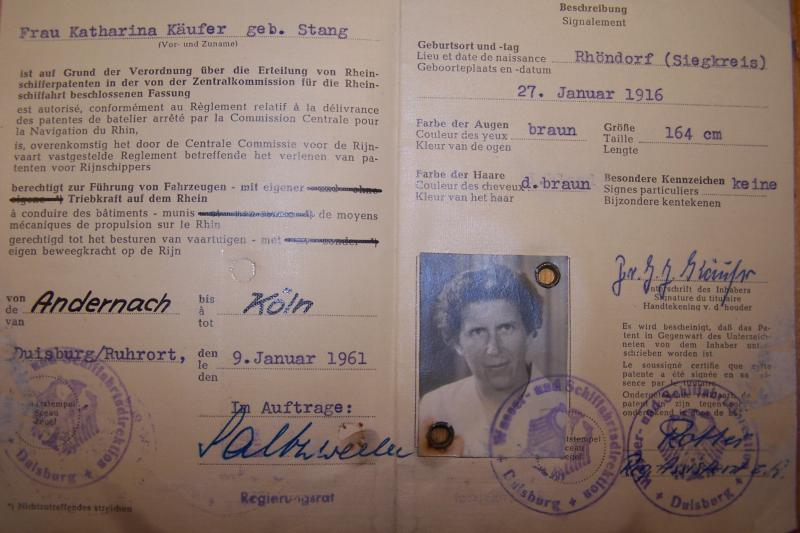 Frau Katharina Käufer geb. Stang
(Vor- und Zuname)
ist auf Grund der Verordnung über die Erteilung von Rhein-
schifferpatenten in der von der Zentralkommission für die Rhein-
schiffahrt beschlossenen Fassung
est autorisé, conformément au Règlement relatif à la délivrance
des patentes de batelier arrêté par la Commission Centrale pour
la Navigation du Rhin,
is, overenkomstig het door de Centrale Commissie voor de Rijn-
vaart vastgestelde Reglement betreffende het verlenen van pa-
tenten voor Rijnschippers
berechtigt zur Führung von Fahrzeugen - mit eigener
Triebkraft auf dem Rhein
à conduire des bâtiments - munis de moyens
mécaniques de propulsion sur le Rhin
gerechtigd tot het besturen van vaartuigen - met
eigen beweegkracht op de Rijn
von
de
van
Andernach
bis
à
tot
Köln
Duisburg/Ruhrort,
den
le
den
9. Januar 1961
Im Auftrage:
Regierungsrat
Wasser- und Schiffahrtsdirektion
Duisburg
*) Nichtzutreffendes streichen
Beschreibung
Signalement
Geburtsort und -tag
Lieu et date de naissance
Geboorteplaats en -datum
Rhöndorf (Siegkreis)
27. Januar 1916
Farbe der Augen
Couleur des yeux
Kleur van de ogen
braun
Größe
Taille
Lengte
164 cm
Farbe der Haare
Couleur des cheveux
Kleur van het haar
d.braun
Besondere Kennzeichen
Signes particuliers
Bijzondere kentekenen
keine
Unterschrift des Inhabers
Signature du titulaire
Handtekening v. d. houder
Es wird bescheinigt, daß das Pa-
tent in Gegenwart des Unterzeich-
neten von dem Inhaber unter-
schrieben worden ist
Le soussigné certifie que cette
patente a été signée en sa
Wasser- und Schiffahrtsdirektion
Duisburg
Duisburg